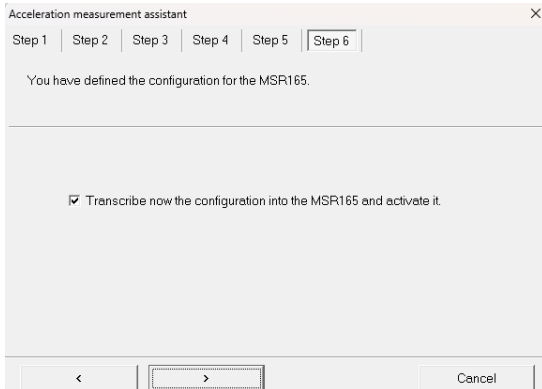 Acceleration measurement assistant
Step 1 Step 2 Step 3 Step 4 Step 5 Step 6
You have defined the configuration for the MSR165.
Transcribe now the configuration into the MSR165 and activate it.
< > Cancel